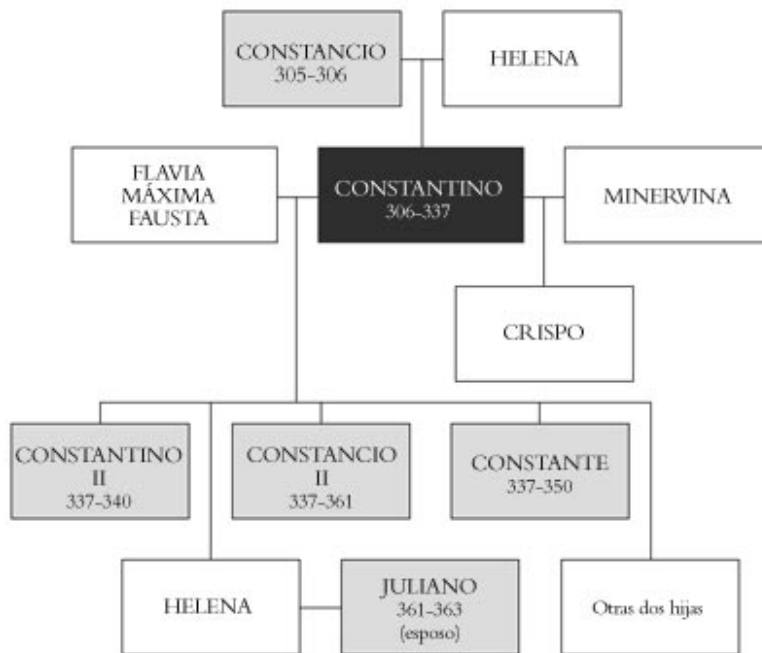 CONSTANCIO
305-306
HELENA
FLAVIA
MÁXIMA
FAUSTA
CONSTANTINO
306-337
MINERVINA
CRISPO
CONSTANTINO
II
337-340
CONSTANCIO
II
337-361
CONSTANTE
337-350
HELENA
JULIANO
361-363
(esposo)
Otras dos hijas